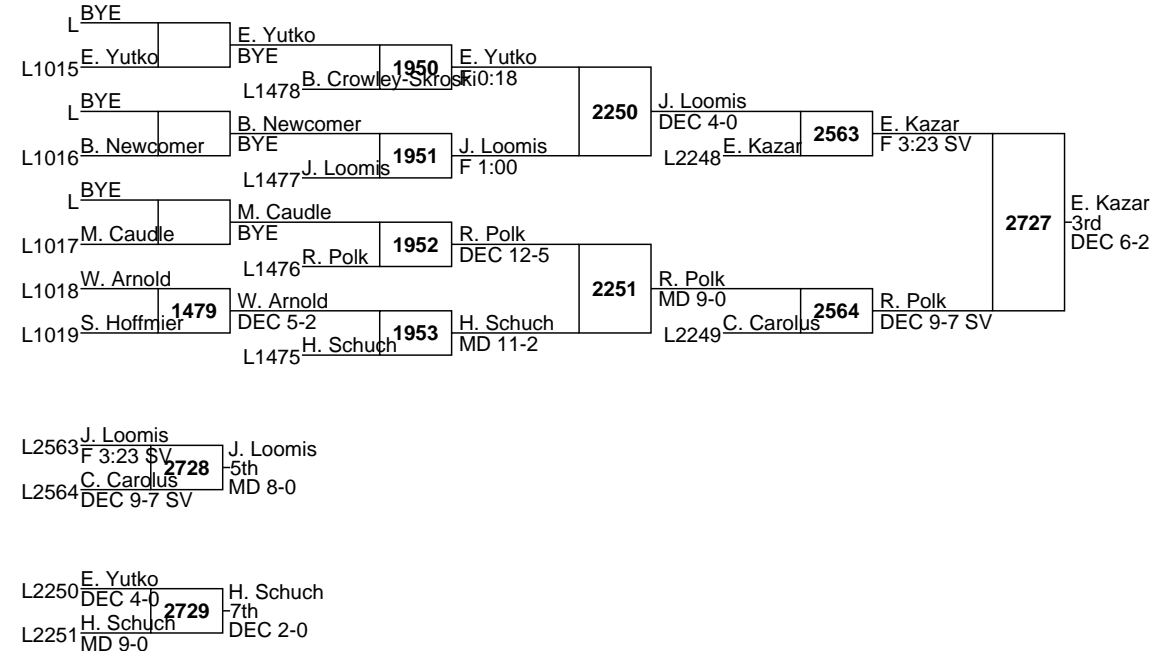 L BYE
L1015 E. Yutko
E. Yutko
BYE
L1478 B. Crowley-Skroski
1950
E. Yutko
F 0:18
L BYE
L1016 B. Newcomer
B. Newcomer
BYE
L1477 J. Loomis
1951
J. Loomis
F 1:00
2250
J. Loomis
DEC 4-0
L2248 E. Kazar
2563
E. Kazar
F 3:23 SV
L BYE
L1017 M. Caudle
M. Caudle
BYE
L1476 R. Polk
1952
R. Polk
DEC 12-5
L1018 W. Arnold
L1019 S. Hoffmier
1479
W. Arnold
DEC 5-2
L1475 H. Schuch
1953
H. Schuch
MD 11-2
2251
R. Polk
MD 9-0
L2249 C. Carolus
2564
R. Polk
DEC 9-7 SV
2727
E. Kazar
3rd
DEC 6-2
L2563 J. Loomis
F 3:23 SV
L2564 C. Carolus
DEC 9-7 SV
2728
J. Loomis
5th
MD 8-0
L2250 E. Yutko
DEC 4-0
L2251 H. Schuch
MD 9-0
2729
H. Schuch
7th
DEC 2-0